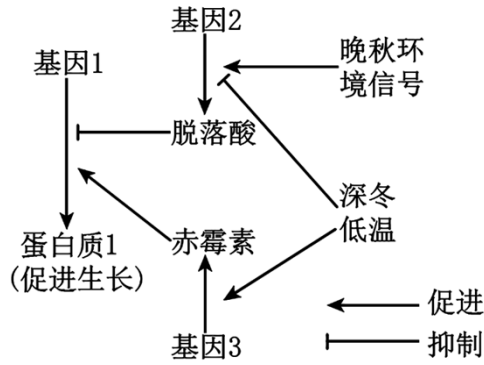 基因2
基因1
晚秋环
境信号
脱落酸
深冬
低温
蛋白质1
(促进生长)
赤霉素
基因3
促进
抑制